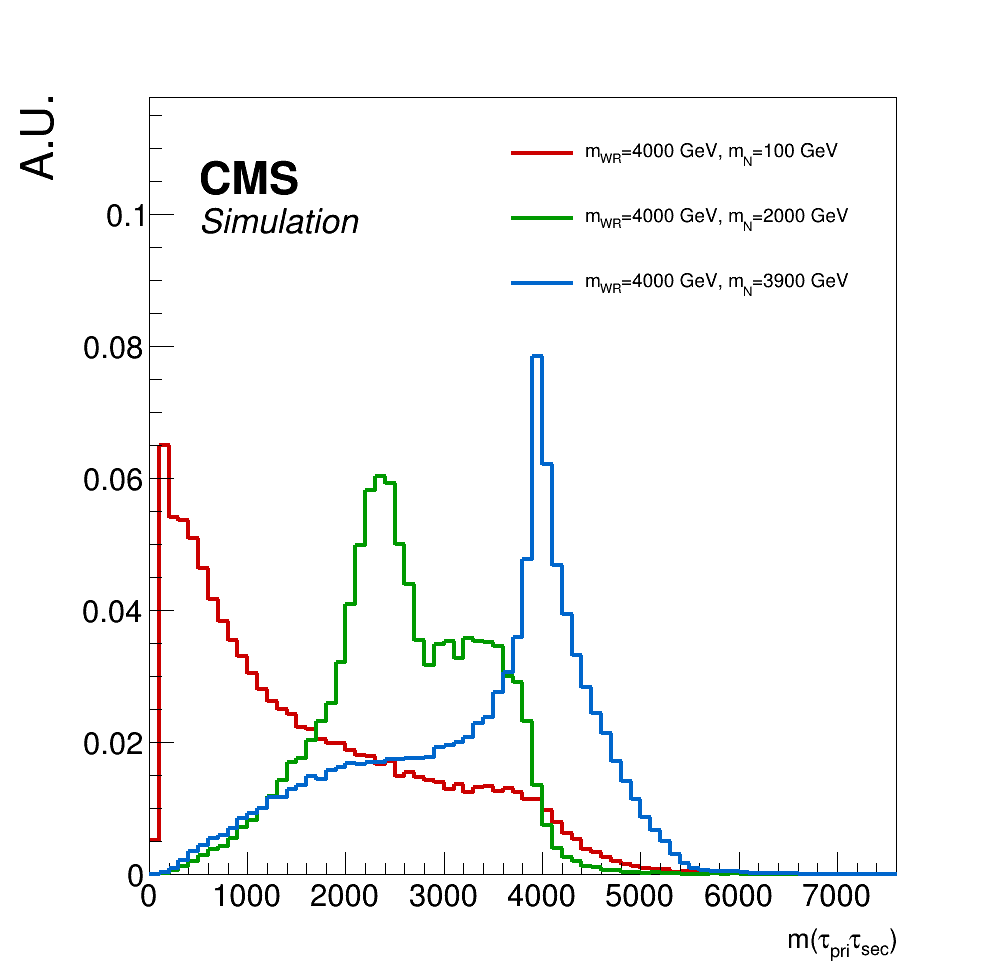 A.U.
CMS
Simulation
m_WR=4000 GeV, m_N=100 GeV
m_WR=4000 GeV, m_N=2000 GeV
m_WR=4000 GeV, m_N=3900 GeV
0.1
0.08
0.06
0.04
0.02
0
0 1000 2000 3000 4000 5000 6000 7000
m(τ_pri τ_sec)